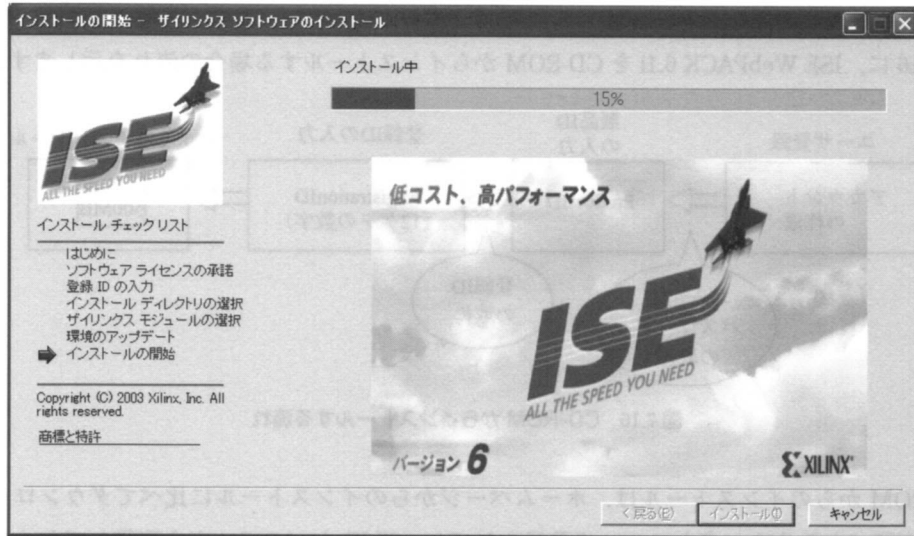 インストールの開始 - ザイリンクス ソフトウェアのインストール
ISE
ALL THE SPEED YOU NEED
インストール チェックリスト
はじめに
ソフトウェア ライセンスの承諾
登録 ID の入力
インストール ディレクトリの選択
ザイリンクス モジュールの選択
環境のアップデート
インストールの開始
Copyright (C) 2003 Xilinx, Inc. All
rights reserved.
商標と特許
インストール中
15%
低コスト、高パフォーマンス
ISE
ALL THE SPEED YOU NEED
バージョン 6
XILINX
< 戻る(B)
インストール(I)
キャンセル